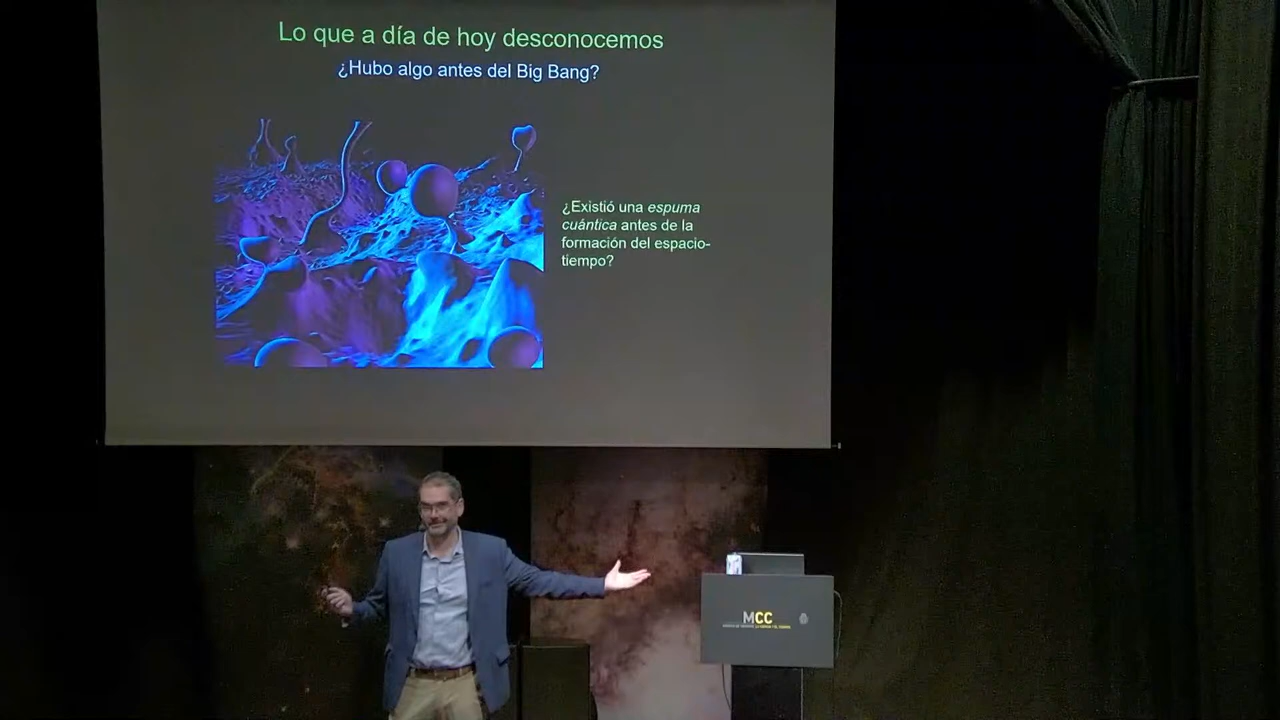 Lo que a día de hoy desconocemos
¿Hubo algo antes del Big Bang?
¿Existió una espuma
cuántica antes de la
formación del espacio-
tiempo?
MCC